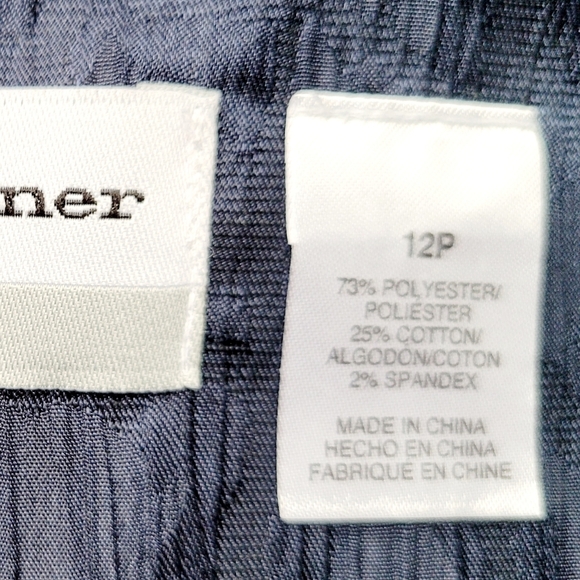 ner
12P
73% POLYESTER/
POLIÉSTER
25% COTTON/
ALGODÓN/COTON
2% SPANDEX
MADE IN CHINA
HECHO EN CHINA
FABRIQUE EN CHINE